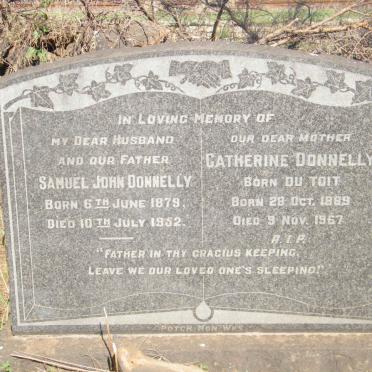 IN LOVING MEMORY OF
MY DEAR HUSBAND
AND OUR FATHER
SAMUEL JOHN DONNELLY
BORN 6TH JUNE 1879.
DIED 10TH JULY 1952.
OUR DEAR MOTHER
CATHERINE DONNELLY
BORN DU TOIT
BORN 28 OCT. 1889
DIED 9 NOV. 1967
R.I.P.
"FATHER IN THY GRACIUS KEEPING,
LEAVE WE OUR LOVED ONE'S SLEEPING!"
POTCH. MON. WKS.